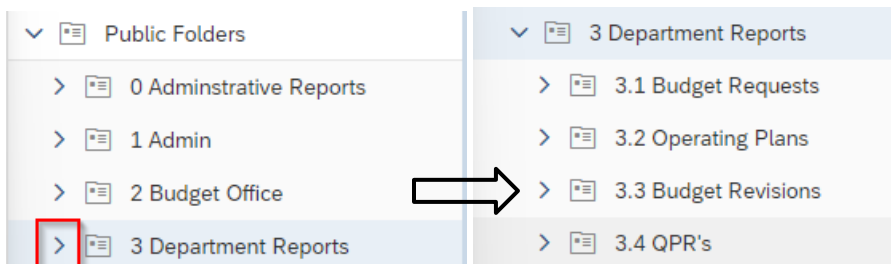 Public Folders
0 Adminstrative Reports
1 Admin
2 Budget Office
3 Department Reports
3 Department Reports
3.1 Budget Requests
3.2 Operating Plans
3.3 Budget Revisions
3.4 QPR's